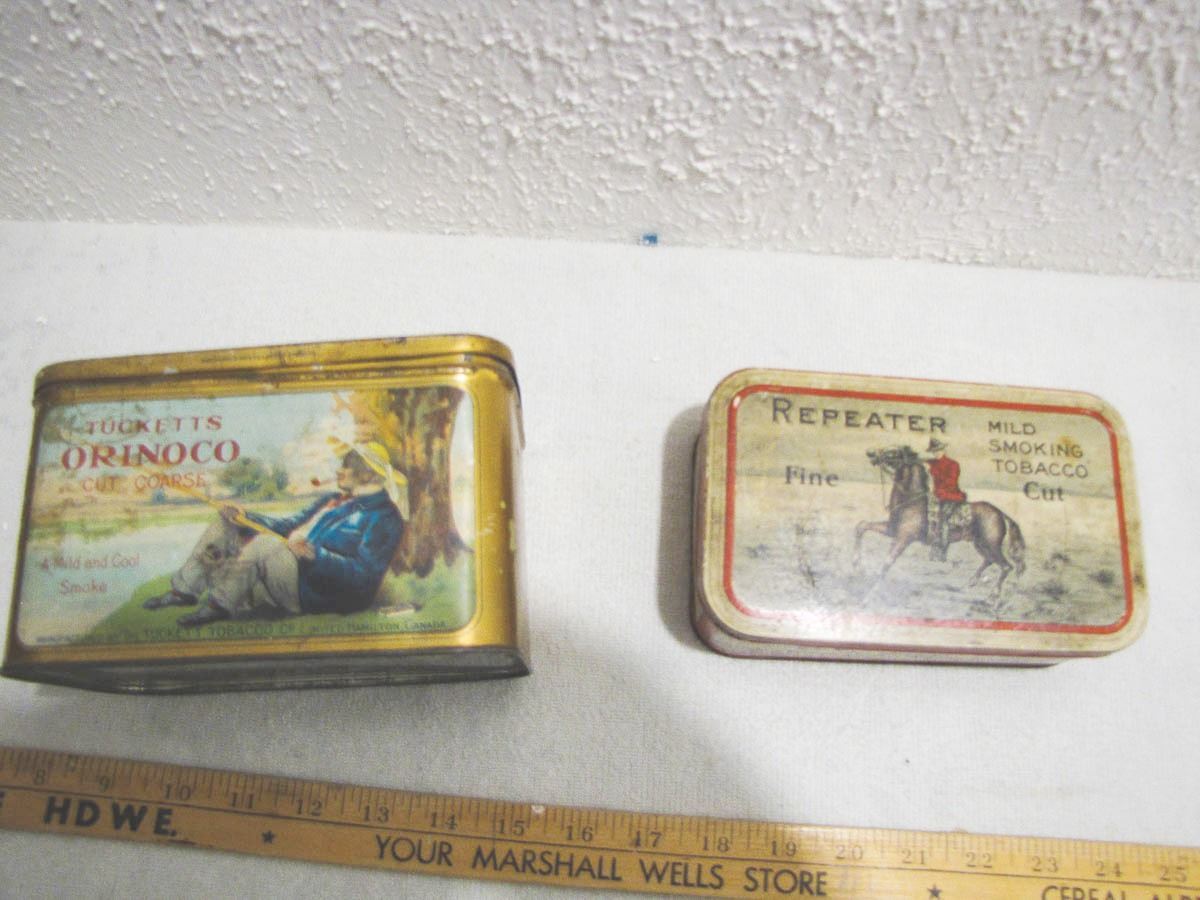 TUCKETTS
ORINOCO
CUT COARSE
A Mild and Cool
Smoke
TUCKETT TOBACCO Co HAMILTON, CANADA
REPEATER
MILD
SMOKING
TOBACCO
Fine Cut
8 9 10 11 12 13 14 15 16 17 18 19 20 21 22 23 24 25
HDWE. ★ YOUR MARSHALL WELLS STORE ★ CEREAL